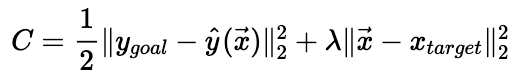 C = \frac{1}{2} \| y_{goal} - \hat{y}(\vec{x}) \|_2^2 + \lambda \| \vec{x} - x_{target} \|_2^2